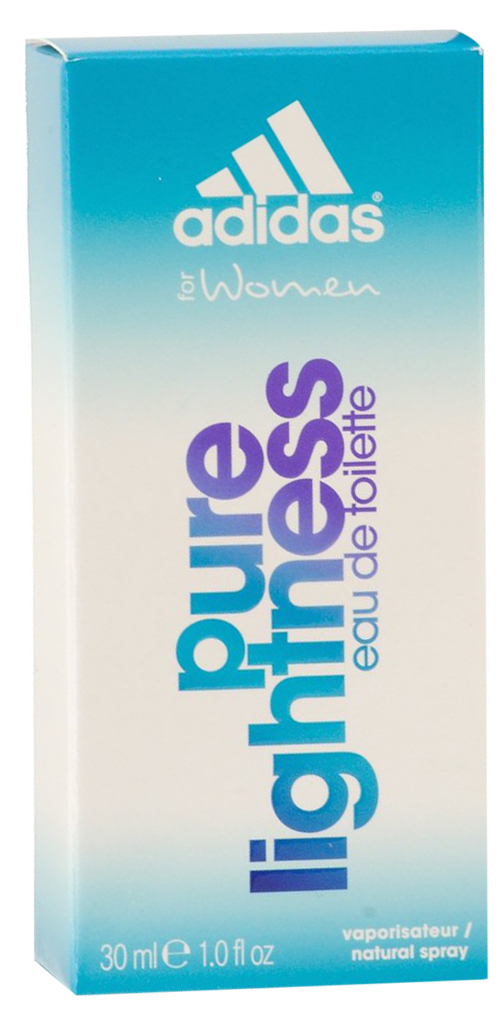 adidas®
for Women
pure
lightness
eau de toilette
30 ml ℮ 1.0 fl oz
vaporisateur /
natural spray